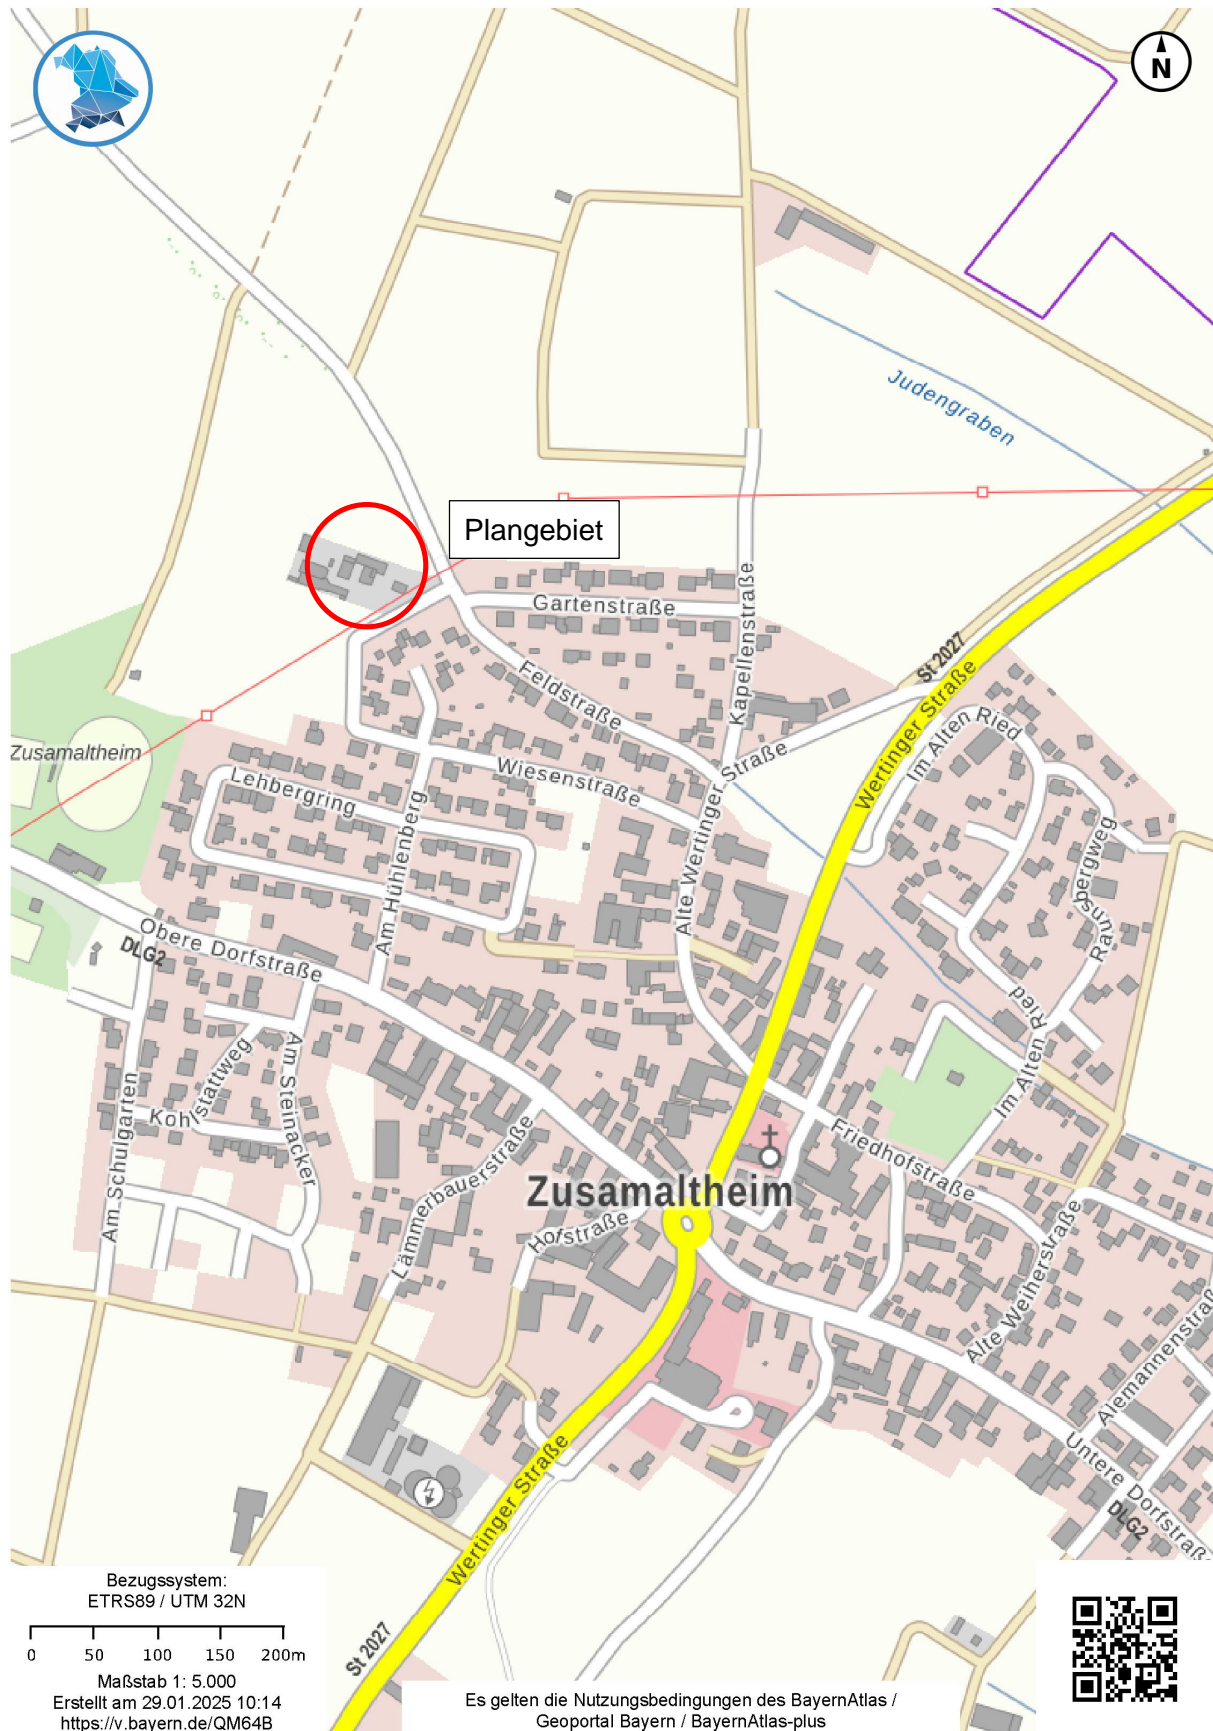 N
Judengraben
Plangebiet
Gartenstraße
Kapellenstraße
St 2027
Feldstraße
Wertinger Straße
Im Alten Ried
Zusamaltheim
Lehbergring
Wiesenstraße
Alte Wertinger Straße
Am Hühlenberg
Raunsbergweg
Obere Dorfstraße
DLG2
Im Alten Ried
Am Steinacker
Kohlstattweg
Am Schulgarten
Friedhofstraße
Lämmerbauerstraße
Zusamaltheim
Hofstraße
Alte Weiherstraße
Alemannenstraß
Wertinger Straße
Untere Dorfstraß
DLG2
St 2027
Bezugssystem:
ETRS89 / UTM 32N
0 50 100 150 200m
Maßstab 1: 5.000
Erstellt am 29.01.2025 10:14
https://v.bayern.de/QM64B
Es gelten die Nutzungsbedingungen des BayernAtlas /
Geoportal Bayern / BayernAtlas-plus